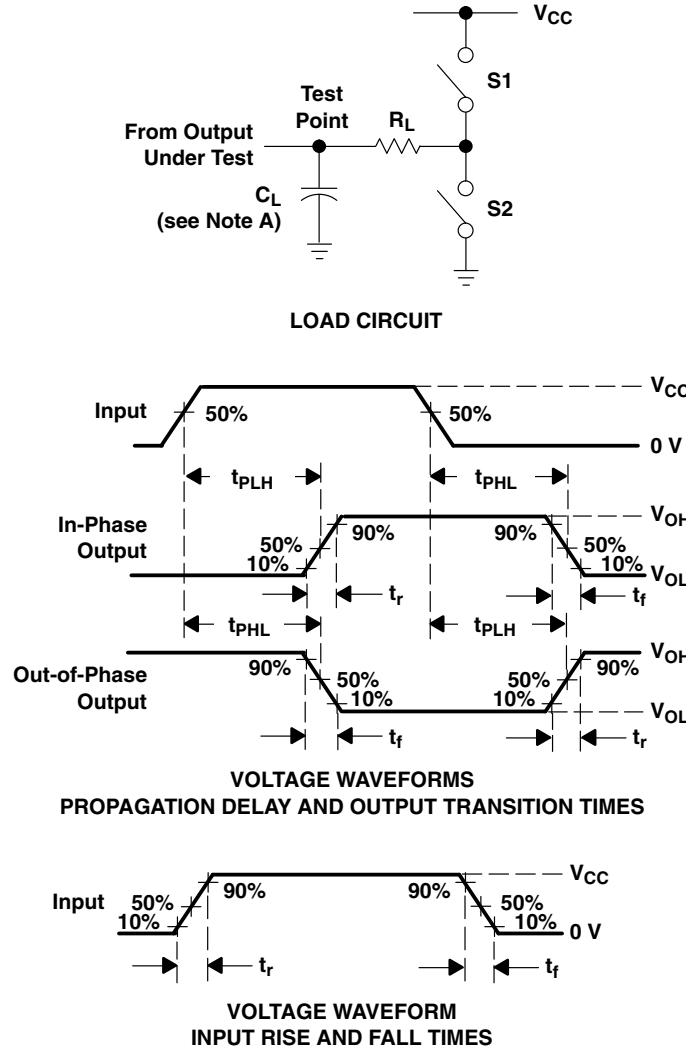 VCC
S1
Test
Point
RL
From Output
Under Test
CL
(see Note A)
S2
LOAD CIRCUIT
VCC
Input
50%
50%
0 V
tPLH
tPHL
VOH
In-Phase
Output
90%
90%
50%
50%
10%
10%
VOL
tr
tf
tPHL
tPLH
VOH
90%
90%
Out-of-Phase
Output
50%
50%
10%
10%
VOL
tf
tr
VOLTAGE WAVEFORMS
PROPAGATION DELAY AND OUTPUT TRANSITION TIMES
VCC
Input
90%
90%
50%
50%
10%
10%
0 V
tr
tf
VOLTAGE WAVEFORM
INPUT RISE AND FALL TIMES